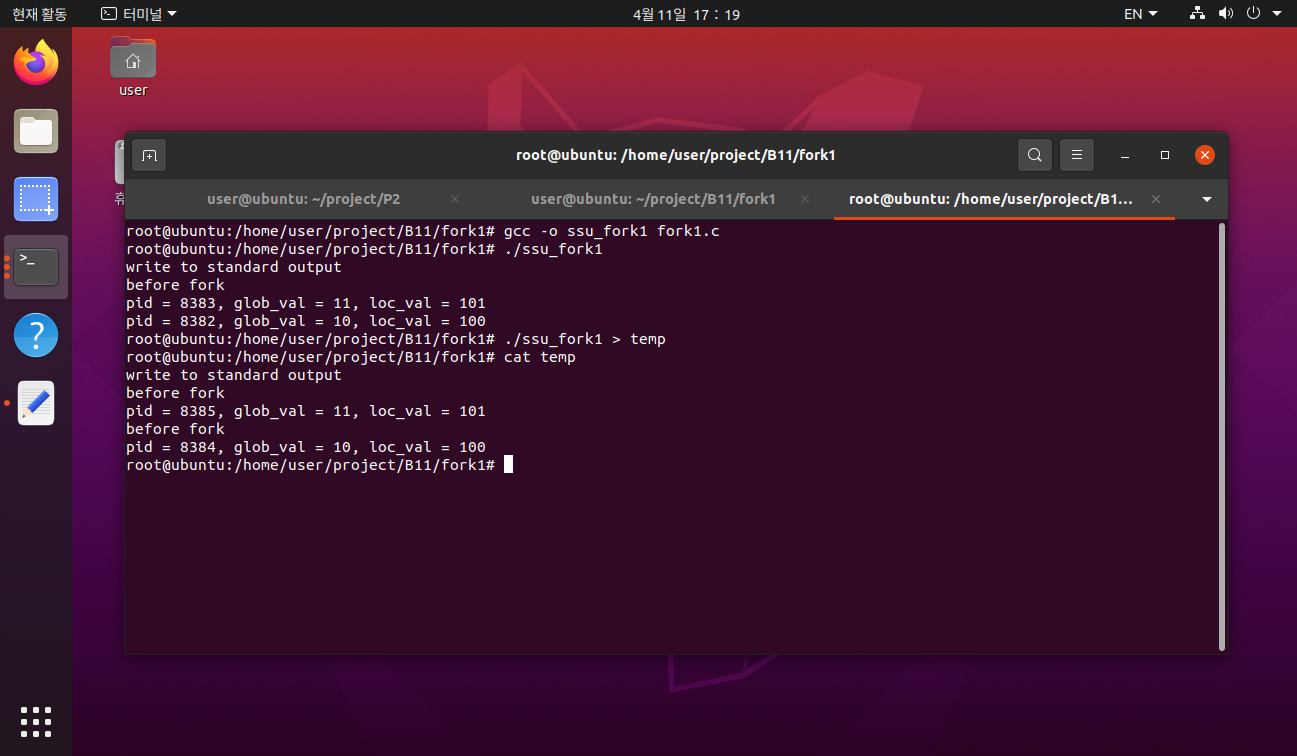 현재 활동 터미널 4월 11일 17 : 19 EN
user
root@ubuntu: /home/user/project/B11/fork1
user@ubuntu: ~/project/P2 user@ubuntu: ~/project/B11/fork1 root@ubuntu: /home/user/project/B1…
root@ubuntu:/home/user/project/B11/fork1# gcc -o ssu_fork1 fork1.c
root@ubuntu:/home/user/project/B11/fork1# ./ssu_fork1
write to standard output
before fork
pid = 8383, glob_val = 11, loc_val = 101
pid = 8382, glob_val = 10, loc_val = 100
root@ubuntu:/home/user/project/B11/fork1# ./ssu_fork1 > temp
root@ubuntu:/home/user/project/B11/fork1# cat temp
write to standard output
before fork
pid = 8385, glob_val = 11, loc_val = 101
before fork
pid = 8384, glob_val = 10, loc_val = 100
root@ubuntu:/home/user/project/B11/fork1#